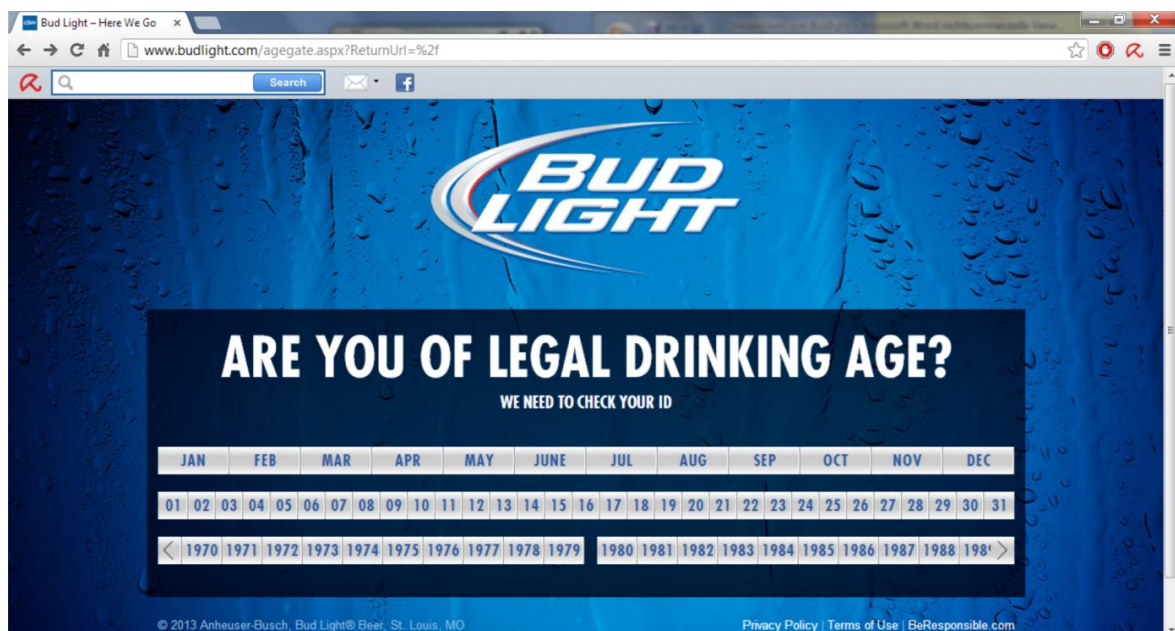 Bud Light – Here We Go
www.budlight.com/agegate.aspx?ReturnUrl=%2f
Search
BUD
LIGHT
ARE YOU OF LEGAL DRINKING AGE?
WE NEED TO CHECK YOUR ID
JAN FEB MAR APR MAY JUNE JUL AUG SEP OCT NOV DEC
01 02 03 04 05 06 07 08 09 10 11 12 13 14 15 16 17 18 19 20 21 22 23 24 25 26 27 28 29 30 31
1970 1971 1972 1973 1974 1975 1976 1977 1978 1979 1980 1981 1982 1983 1984 1985 1986 1987 1988
© 2013 Anheuser-Busch, Bud Light® Beer, St. Louis, MO Privacy Policy | Terms of Use | BeResponsible.com